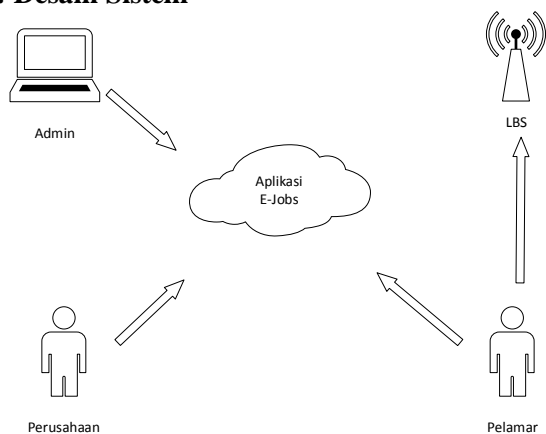 . Desain Sistem
Admin
LBS
Aplikasi
E-Jobs
Perusahaan
Pelamar